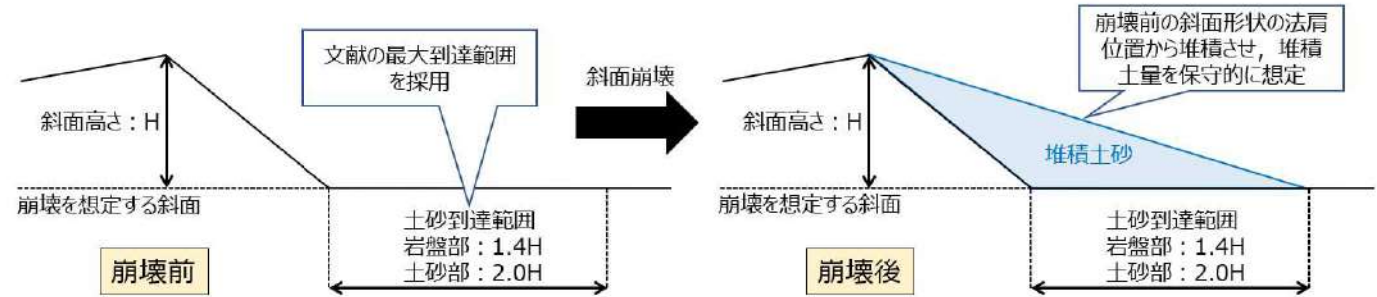 文献の最大到達範囲
を採用
斜面高さ：H
崩壊を想定する斜面
土砂到達範囲
岩盤部：1.4H
土砂部：2.0H
崩壊前
斜面崩壊
崩壊前の斜面形状の法肩
位置から堆積させ，堆積
土量を保守的に想定
斜面高さ：H
堆積土砂
崩壊を想定する斜面
土砂到達範囲
岩盤部：1.4H
土砂部：2.0H
崩壊後